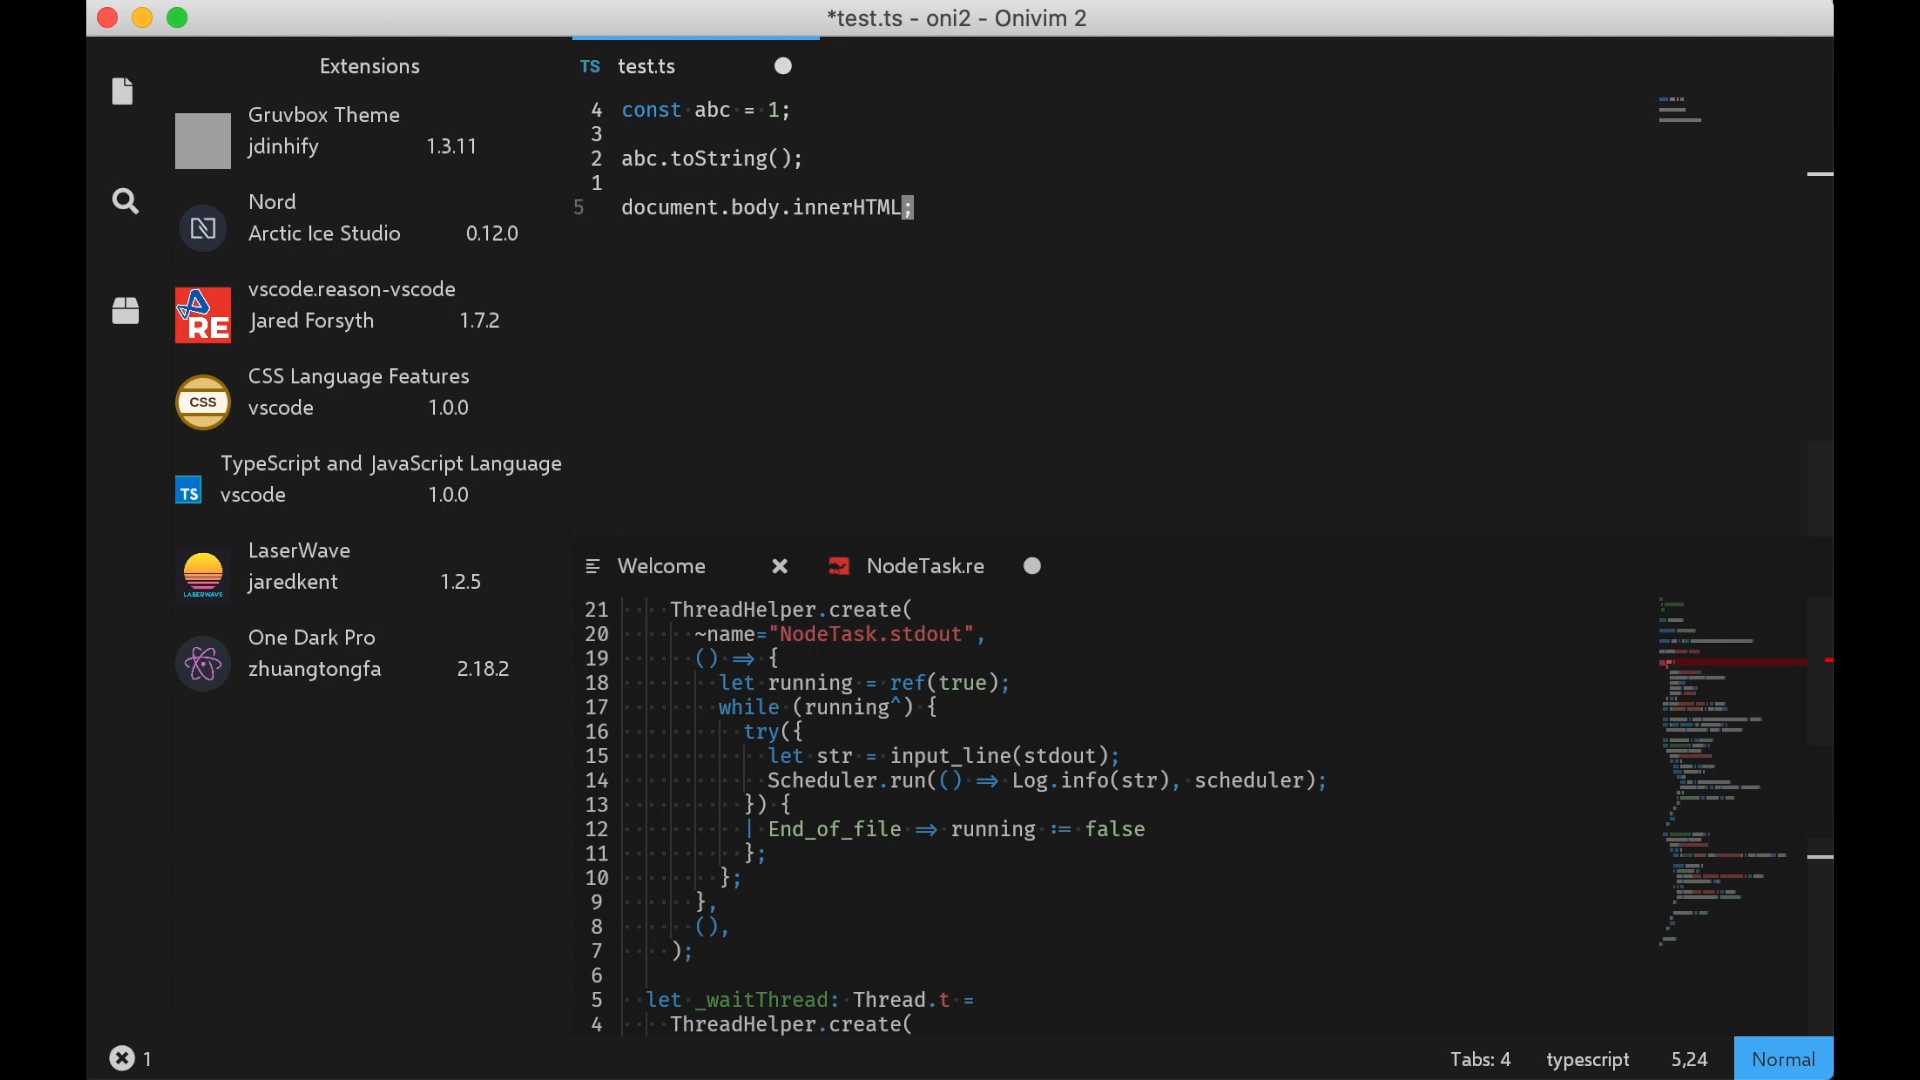 *test.ts - oni2 - Onivim 2
Extensions
Gruvbox Theme
jdinhify 1.3.11
Nord
Arctic Ice Studio 0.12.0
RE
vscode.reason-vscode
Jared Forsyth 1.7.2
CSS
CSS Language Features
vscode 1.0.0
TS
TypeScript and JavaScript Language
vscode 1.0.0
LASERWAVE
LaserWave
jaredkent 1.2.5
One Dark Pro
zhuangtongfa 2.18.2
TS test.ts
4 const abc = 1;
3
2 abc.toString();
1
5 document.body.innerHTML;
Welcome
NodeTask.re
21 ThreadHelper.create(
20 ~name="NodeTask.stdout",
19 () => {
18 let running = ref(true);
17 while (running^) {
16 try({
15 let str = input_line(stdout);
14 Scheduler.run(() => Log.info(str), scheduler);
13 }) {
12 | End_of_file => running := false
11 };
10 };
9 },
8 (),
7 );
6
5 let _waitThread: Thread.t =
4 ThreadHelper.create(
1
Tabs: 4 typescript 5,24 Normal